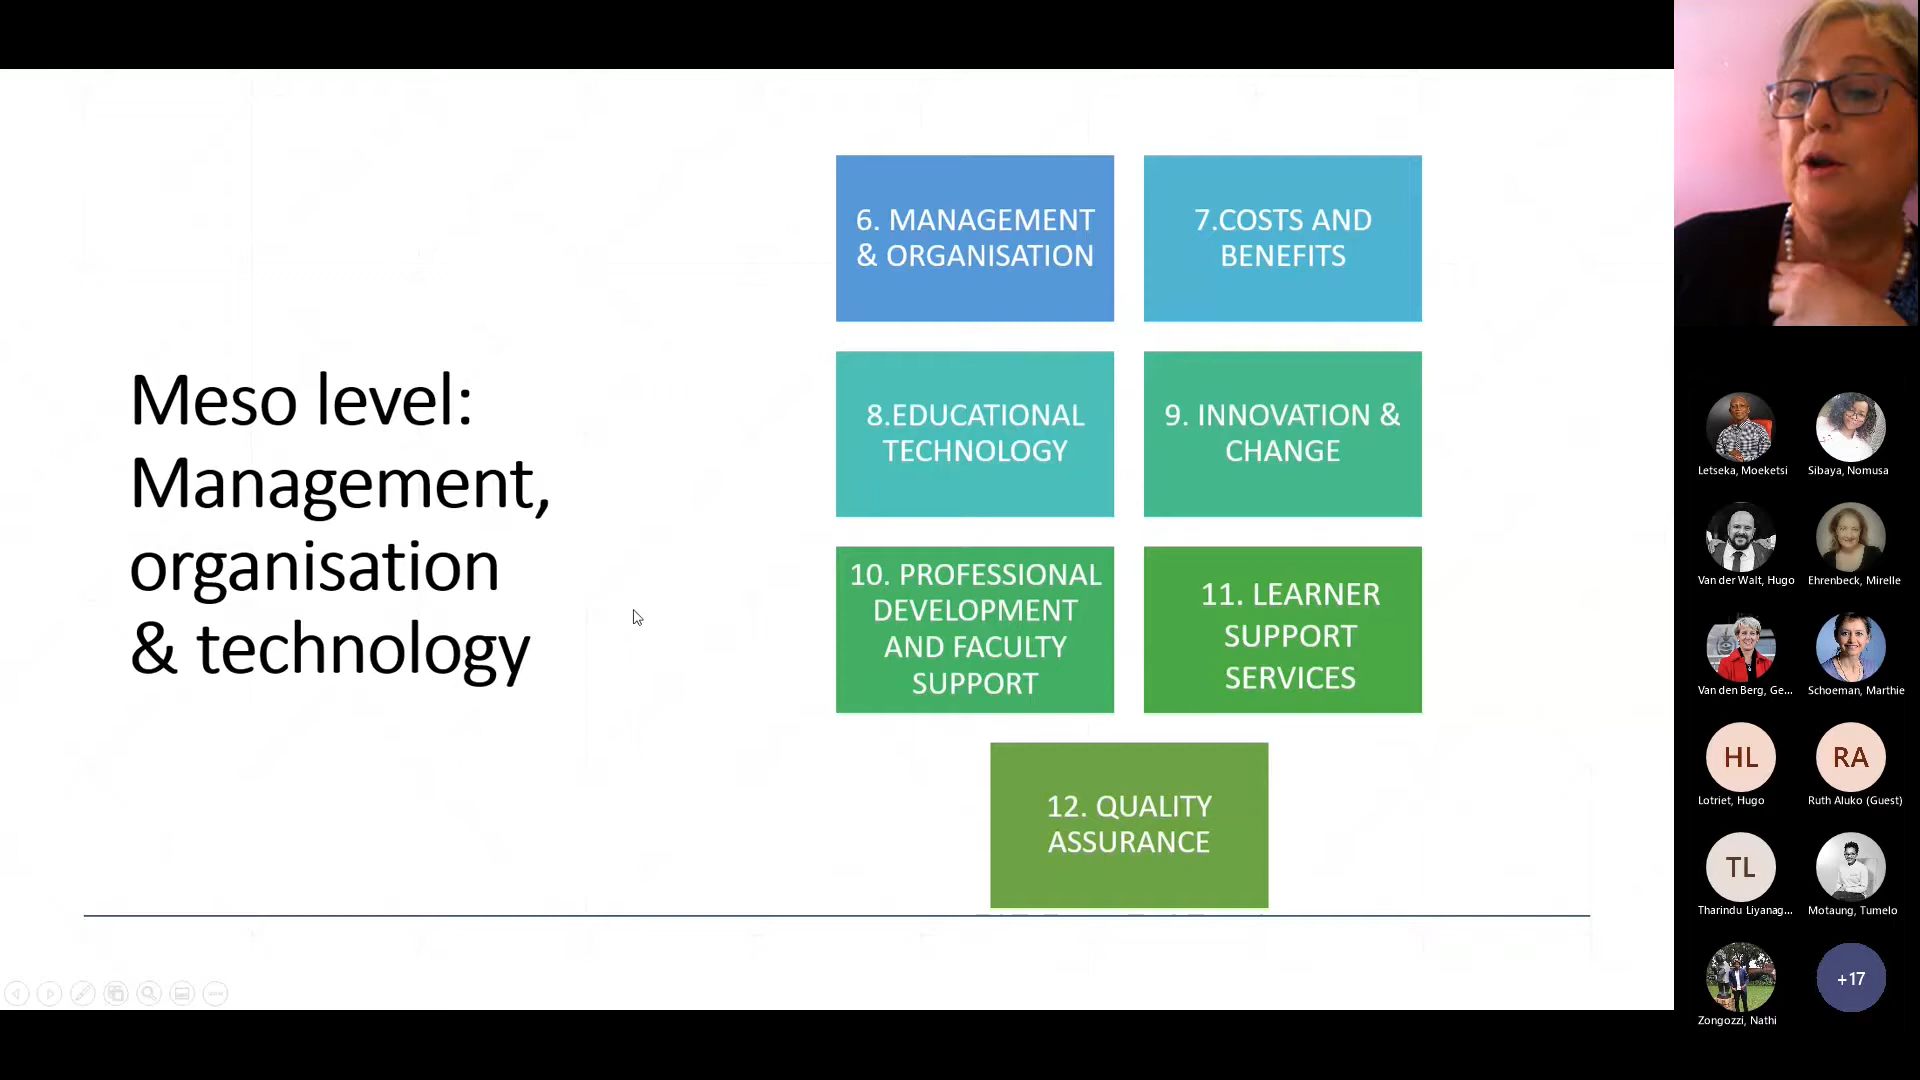 Meso level:
Management,
organisation
& technology
6. MANAGEMENT
& ORGANISATION
7.COSTS AND
BENEFITS
8.EDUCATIONAL
TECHNOLOGY
9. INNOVATION &
CHANGE
10. PROFESSIONAL
DEVELOPMENT
AND FACULTY
SUPPORT
11. LEARNER
SUPPORT
SERVICES
12. QUALITY
ASSURANCE
Letseka, Moeketsi
Sibaya, Nomusa
Van der Walt, Hugo
Ehrenbeck, Mirelle
Van den Berg, Ge...
Schoeman, Marthie
HL
Lotriet, Hugo
RA
Ruth Aluko (Guest)
TL
Tharindu Liyanag...
Motaung, Tumelo
Zongozzi, Nathi
+17